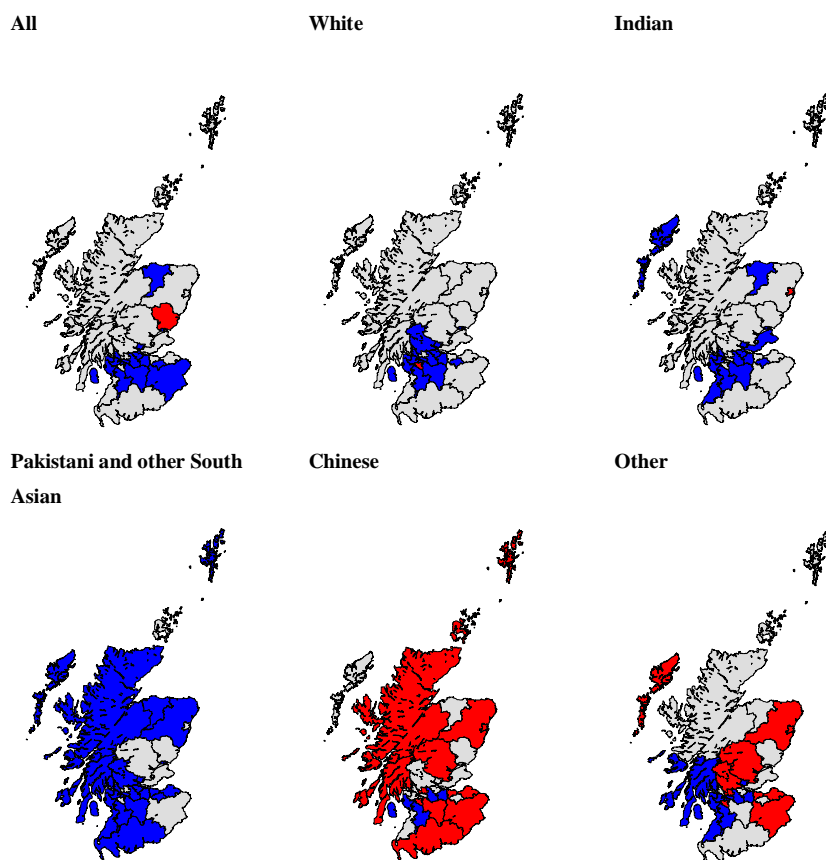 All
White
Indian
Pakistani and other South
Asian
Chinese
Other